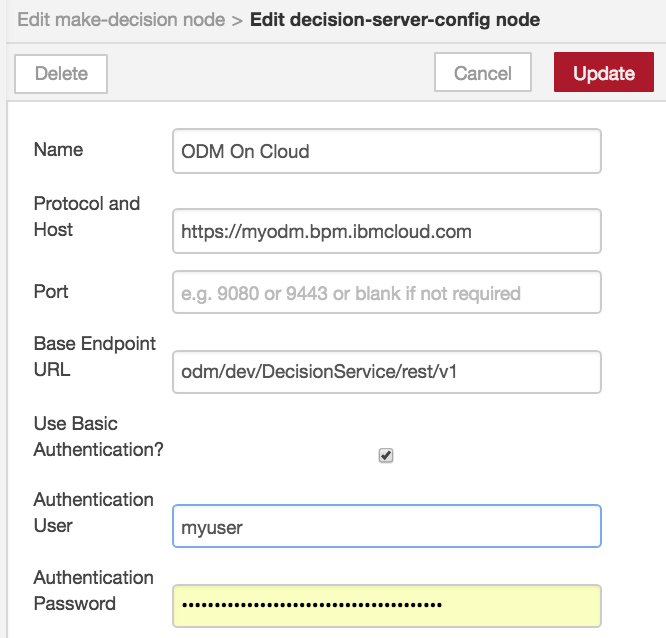 Edit make-decision node > Edit decision-server-config node
Delete
Cancel
Update
Name
ODM On Cloud
Protocol and
Host
https://myodm.bpm.ibmcloud.com
Port
e.g. 9080 or 9443 or blank if not required
Base Endpoint
URL
odm/dev/DecisionService/rest/v1
Use Basic
Authentication?
Authentication
User
myuser
Authentication
Password
••••••••••••••••••••••••••••••••••••••••